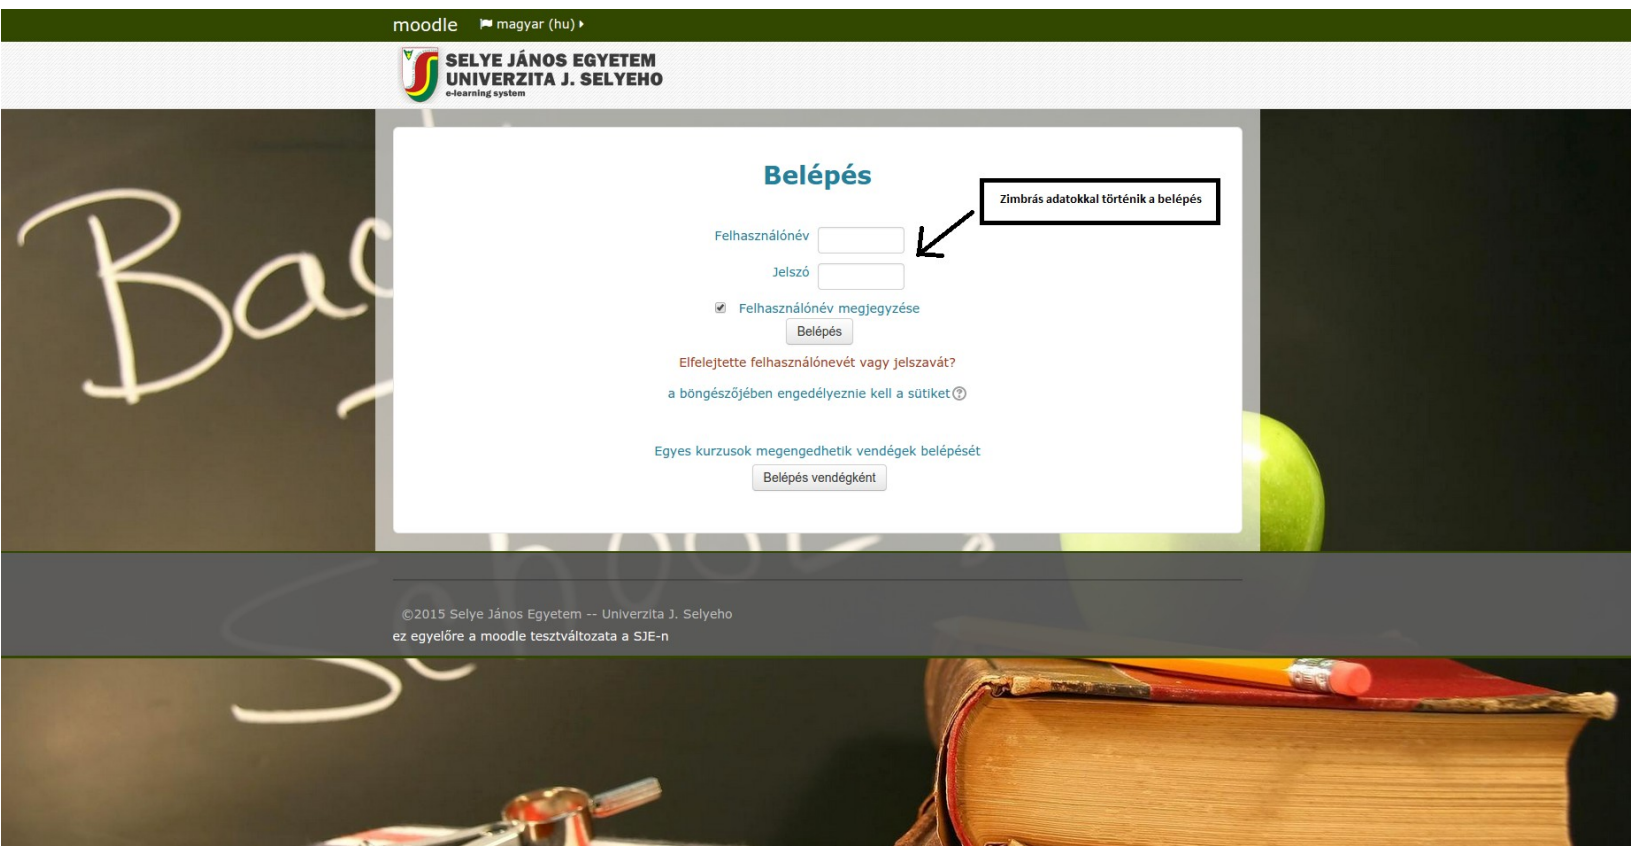 moodle magyar (hu)
SELYE JÁNOS EGYETEM
UNIVERZITA J. SELYEHO
e-learning system
Belépés
Zimbrás adatokkal történik a belépés
Felhasználónév
Jelszó
Felhasználónév megjegyzése
Belépés
Elfelejtette felhasználónevét vagy jelszavát?
a böngészőjében engedélyeznie kell a sütiket
Egyes kurzusok megengedhetik vendégek belépését
Belépés vendégként
©2015 Selye János Egyetem -- Univerzita J. Selyeho
ez egyelőre a moodle tesztváltozata a SJE-n